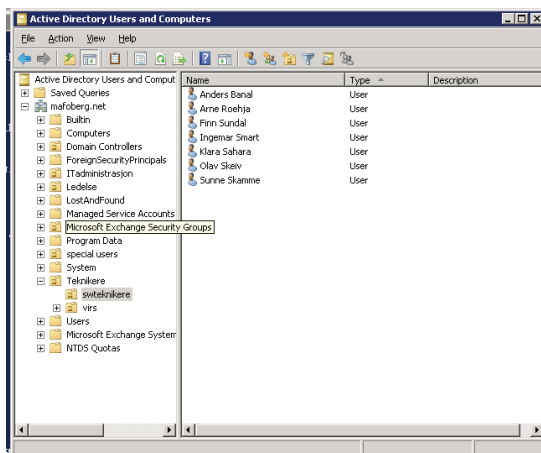 Active Directory Users and Computers
File Action View Help
Active Directory Users and Comput
Saved Queries
mafoberg.net
Builtin
Computers
Domain Controllers
ForeignSecurityPrincipals
ITadministrasjon
Ledelse
LostAndFound
Managed Service Accounts
Microsoft Exchange Security Groups
Program Data
special users
System
Teknikere
swteknikere
virs
Users
Microsoft Exchange System
NTDS Quotas
Name Type Description
Anders Banal User
Arne Roehja User
Finn Sundal User
Ingemar Smart User
Klara Sahara User
Olav Skeiv User
Sunne Skamme User